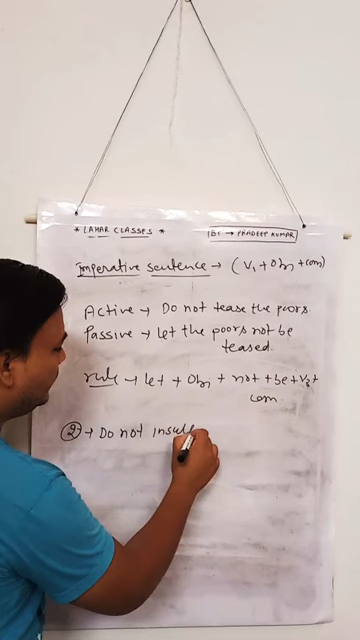 * LAHAR CLASSES *
BY → PRADEEP KUMAR
Imperative sentence → (V₁ + Obj + com)
Active → Do not tease the poors.
Passive → Let the poors not be
teased.
rule → let + Obj + not + be + V₃ +
com.
② → Do not insul